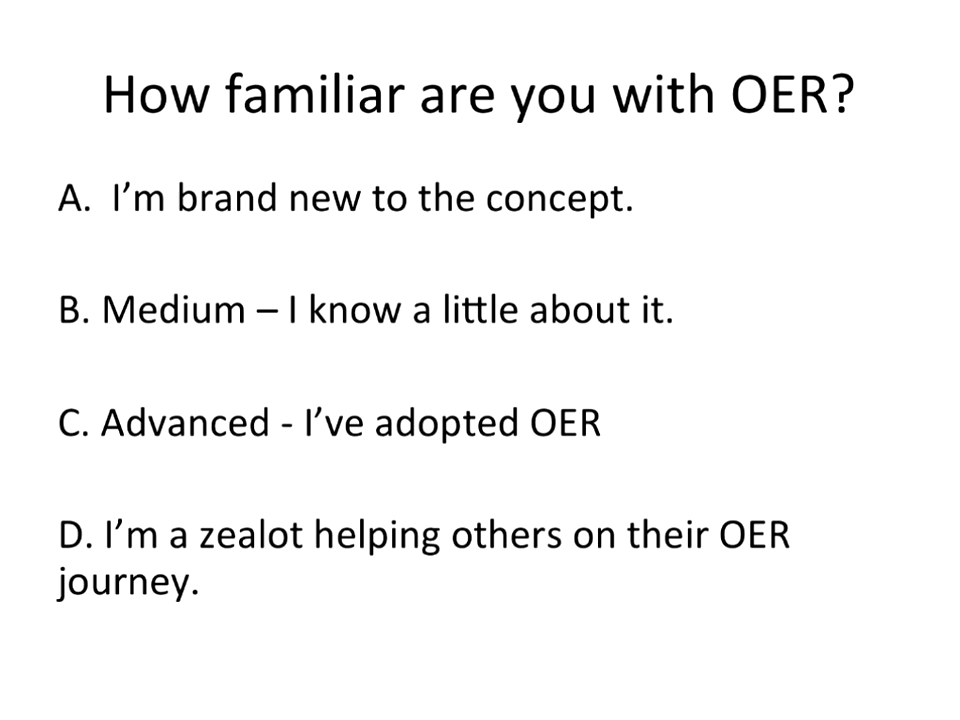 How familiar are you with OER?
A. I’m brand new to the concept.
B. Medium – I know a little about it.
C. Advanced - I’ve adopted OER
D. I’m a zealot helping others on their OER
journey.